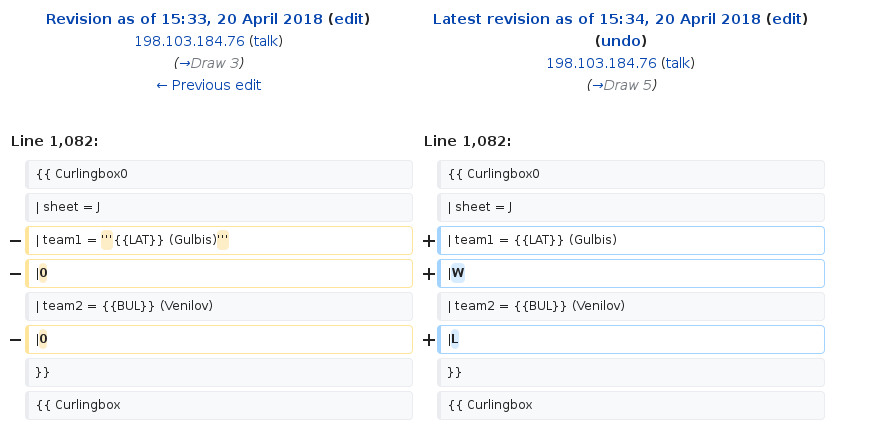 Revision as of 15:33, 20 April 2018 (edit)
198.103.184.76 (talk)
(→Draw 3)
← Previous edit
Latest revision as of 15:34, 20 April 2018 (edit)
(undo)
198.103.184.76 (talk)
(→Draw 5)
Line 1,082:
Line 1,082:
{{ Curlingbox0
{{ Curlingbox0
| sheet = J
| sheet = J
− | team1 = '''{{LAT}} (Gulbis)'''
+ | team1 = {{LAT}} (Gulbis)
− |0
+ |W
| team2 = {{BUL}} (Venilov)
| team2 = {{BUL}} (Venilov)
− |0
+ |L
}}
}}
{{ Curlingbox
{{ Curlingbox